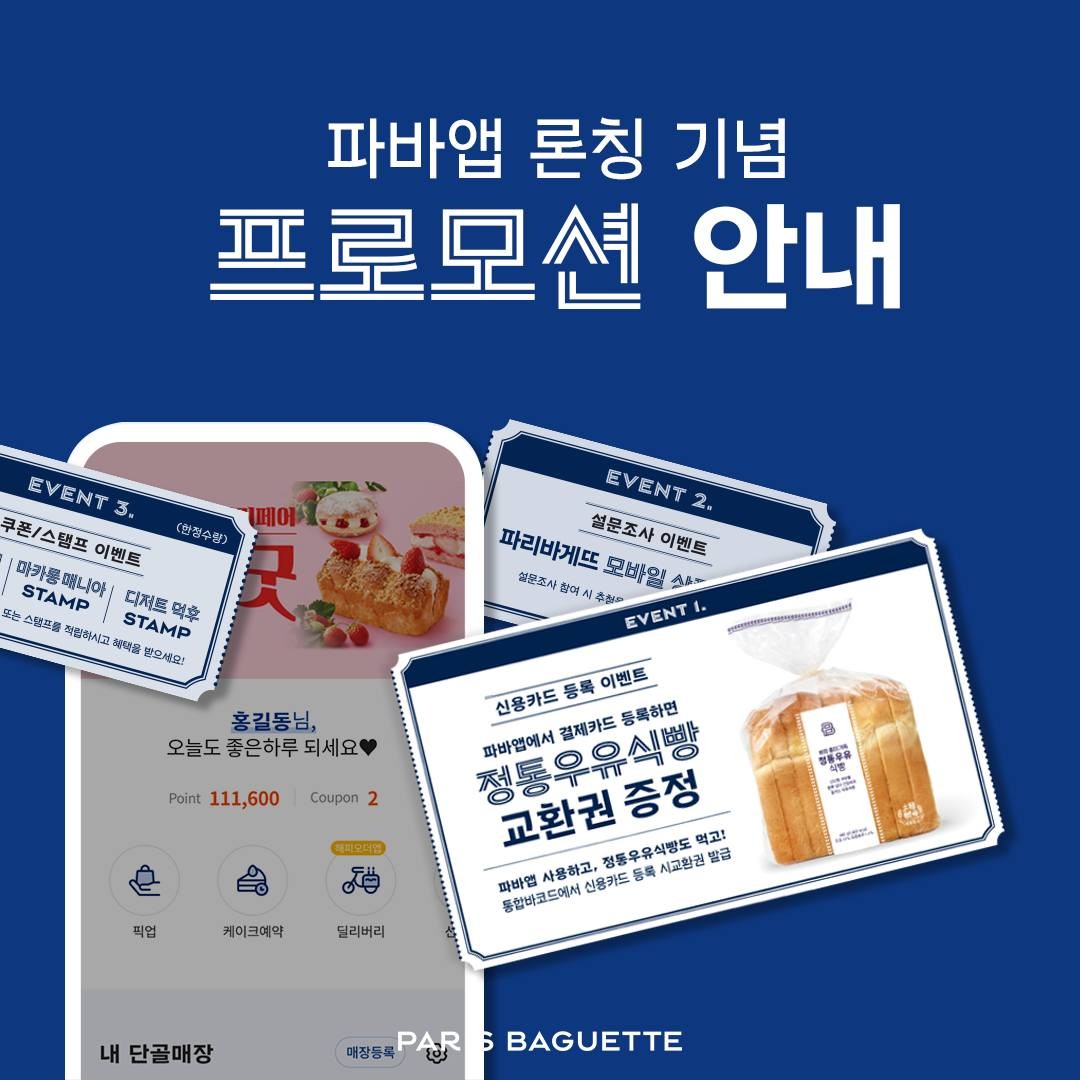 파바앱 론칭 기념
프로모션 안내
EVENT 3.
(한정수량)
쿠폰/스탬프 이벤트
마카롱 매니아
STAMP
디저트 덕후
STAMP
또는 스탬프를 적립하시고 혜택을 받으세요!
EVENT 2.
설문조사 이벤트
파리바게뜨 모바일
설문조사 참여 시
EVENT 1.
신용카드 등록 이벤트
파바앱에서 결제카드 등록하면
정통우유식빵
교환권 증정
파바앱 사용하고, 정통우유식빵도 먹고!
통합바코드에서 신용카드 등록 시교환권 발급
정통우유
식빵
홍길동님,
오늘도 좋은하루 되세요♥
Point 111,600
Coupon 2
해피오더앱
픽업
케이크예약
딜리버리
내 단골매장
매장등록
PARIS BAGUETTE